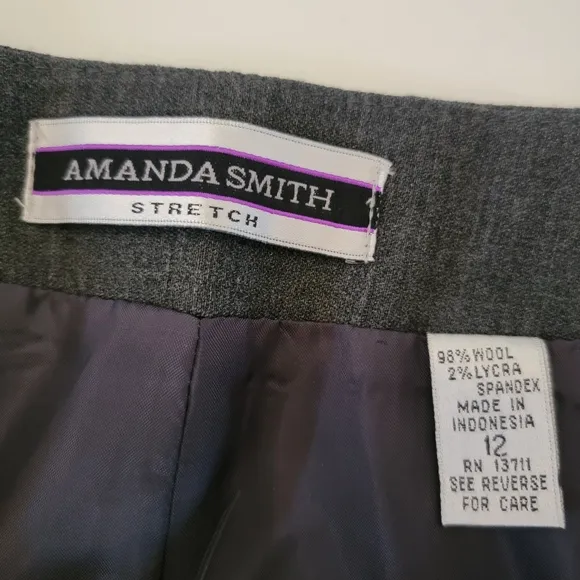 AMANDA SMITH
STRETCH
98% WOOL
2% LYCRA
SPANDEX
MADE IN
INDONESIA
12
RN 13711
SEE REVERSE
FOR CARE